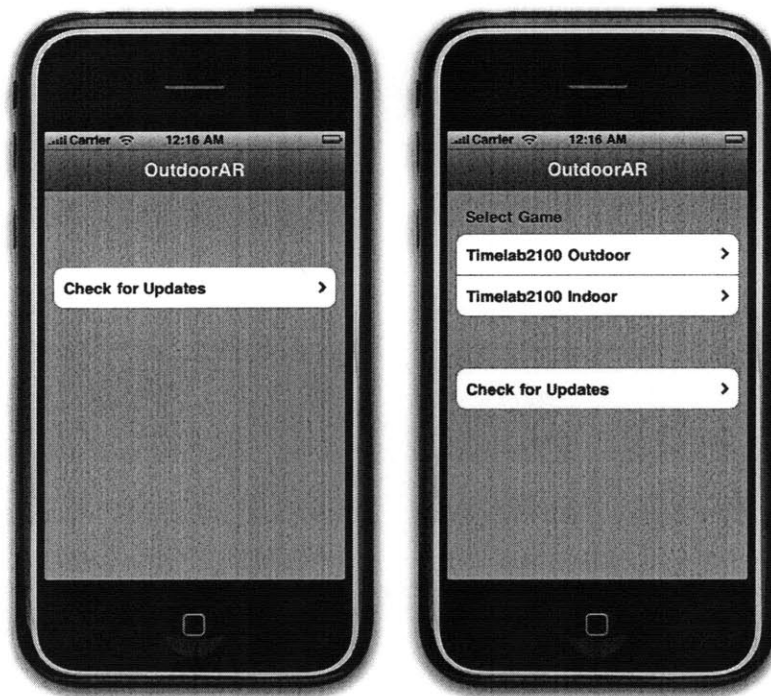 Carrier 12:16 AM
OutdoorAR
Check for Updates
Carrier 12:16 AM
OutdoorAR
Select Game
Timelab2100 Outdoor
Timelab2100 Indoor
Check for Updates